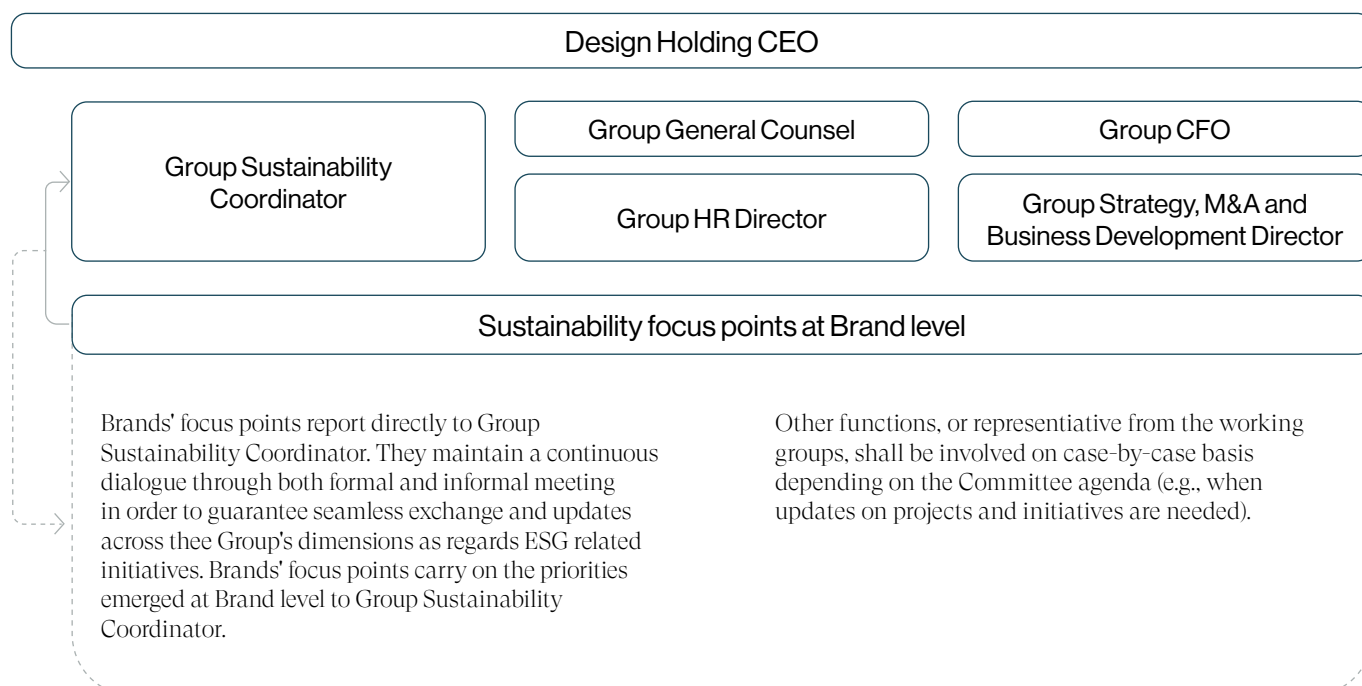 Design Holding CEO
Group Sustainability
Coordinator
Group General Counsel
Group CFO
Group HR Director
Group Strategy, M&A and
Business Development Director
Sustainability focus points at Brand level
Brands' focus points report directly to Group
Sustainability Coordinator. They maintain a continuous
dialogue through both formal and informal meeting
in order to guarantee seamless exchange and updates
across thee Group's dimensions as regards ESG related
initiatives. Brands' focus points carry on the priorities
emerged at Brand level to Group Sustainability
Coordinator.
Other functions, or representative from the working
groups, shall be involved on case-by-case basis
depending on the Committee agenda (e.g., when
updates on projects and initiatives are needed).